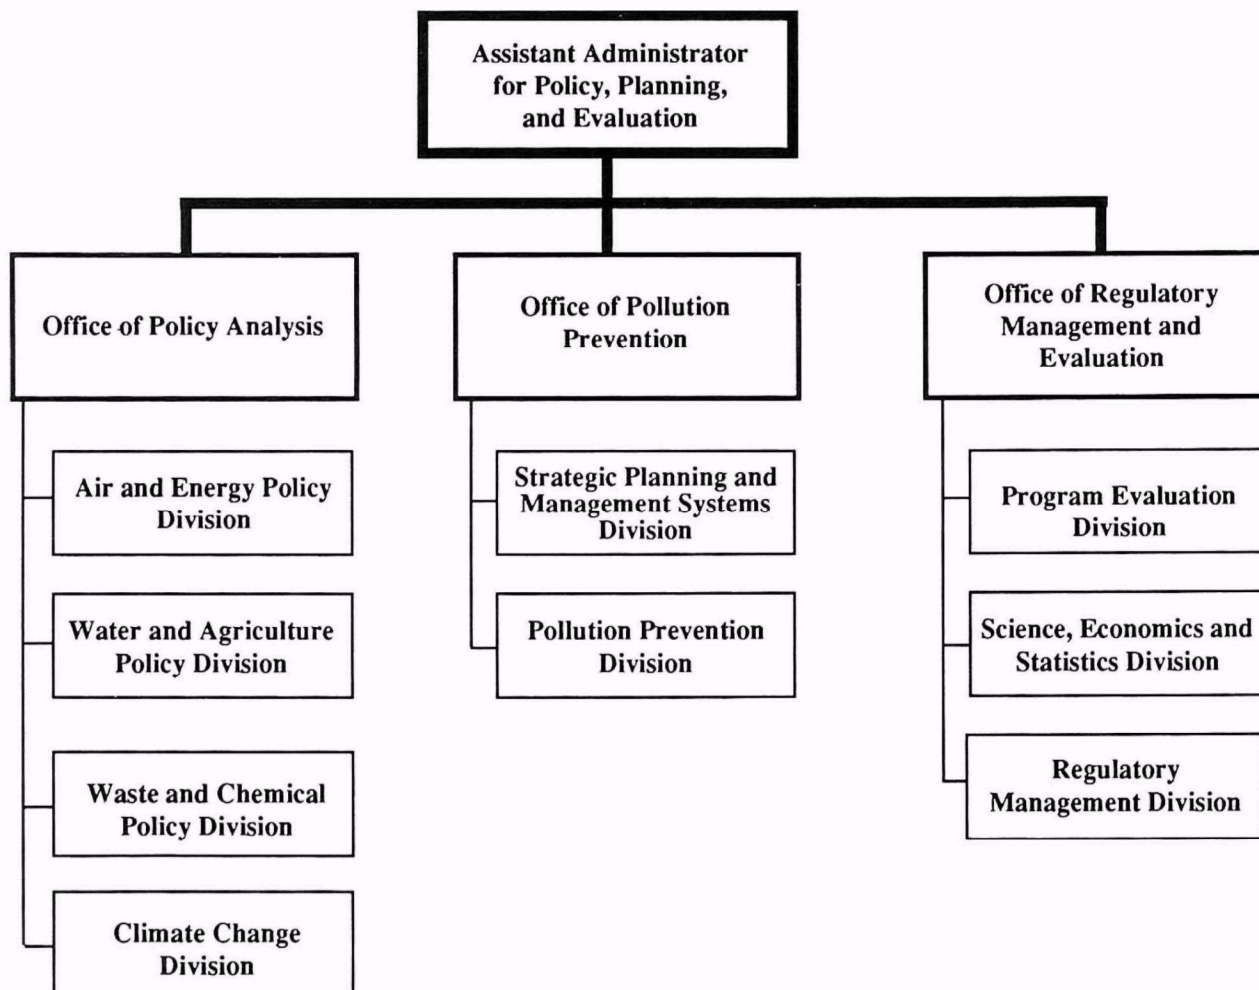 Assistant Administrator
for Policy, Planning,
and Evaluation
Office of Policy Analysis
Office of Pollution
Prevention
Office of Regulatory
Management and
Evaluation
Air and Energy Policy
Division
Water and Agriculture
Policy Division
Waste and Chemical
Policy Division
Climate Change
Division
Strategic Planning and
Management Systems
Division
Pollution Prevention
Division
Program Evaluation
Division
Science, Economics and
Statistics Division
Regulatory
Management Division